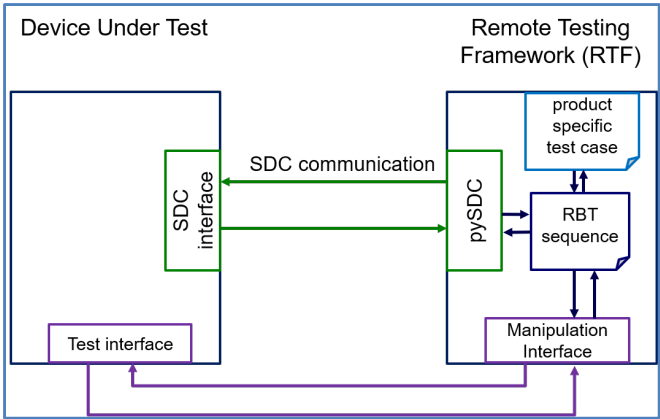 Device Under Test
Remote Testing
Framework (RTF)
product
specific
test case
SDC communication
SDC
interface
pySDC
RBT
sequence
Test interface
Manipulation
Interface